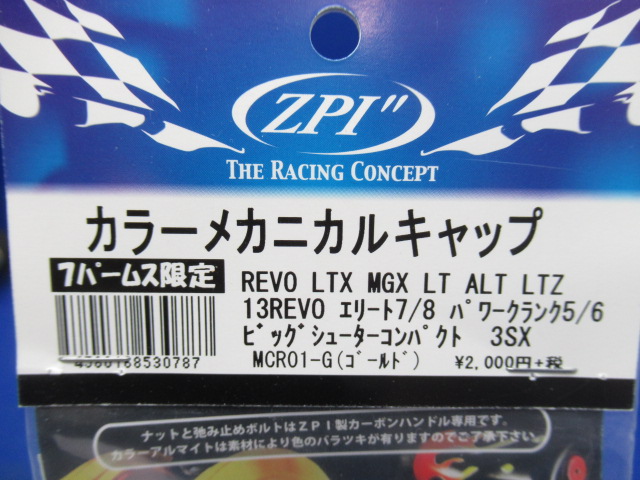 ZPI"
THE RACING CONCEPT
カラーメカニカルキャップ
7パームス限定
REVO LTX MGX LT ALT LTZ
13REVO エリート7/8 パワークランク5/6
ビッグシューターコンパクト 3SX
MCR01-G(ゴールド) ¥2,000円+税
4580168530787
ナットと弛み止めボルトはZPI製カーボンハンドル専用です。
カラーアルマイトは素材により色のバラツキが有りますのでご了承下さい。